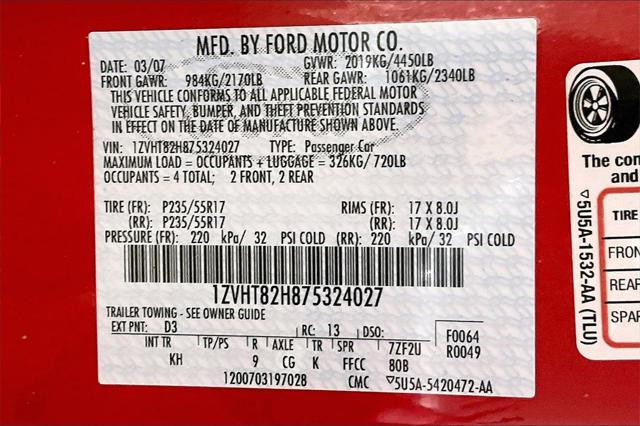 MFD. BY FORD MOTOR CO.
DATE: 03/07 GVWR: 2019KG/4450LB
FRONT GAWR: 984KG/2170LB REAR GAWR: 1061KG/2340LB
THIS VEHICLE CONFORMS TO ALL APPLICABLE FEDERAL MOTOR
VEHICLE SAFETY, BUMPER, AND THEFT PREVENTION STANDARDS
IN EFFECT ON THE DATE OF MANUFACTURE SHOWN ABOVE.
VIN: 1ZVHT82H875324027 TYPE: Passenger Car
MAXIMUM LOAD = OCCUPANTS + LUGGAGE = 326KG/ 720LB
OCCUPANTS = 4 TOTAL; 2 FRONT, 2 REAR
TIRE (FR): P235/55R17 RIMS (FR): 17 X 8.0J
(RR): P235/55R17 (RR): 17 X 8.0J
PRESSURE (FR): 220 kPa/ 32 PSI COLD (RR): 220 kPa/ 32 PSI COLD
1ZVHT82H875324027
TRAILER TOWING - SEE OWNER GUIDE
EXT PNT: D3 RC: 13 DSO: F0064
INT TR TP/PS R AXLE TR SPR 7ZF2U R0049
KH 9 CG K FFCC 80B
1200703197028 CMC ▽5U5A-5420472-AA
The con
and
▽5U5A-1532-AA (TLU)
TIRE
FRON
REAR
SPAR